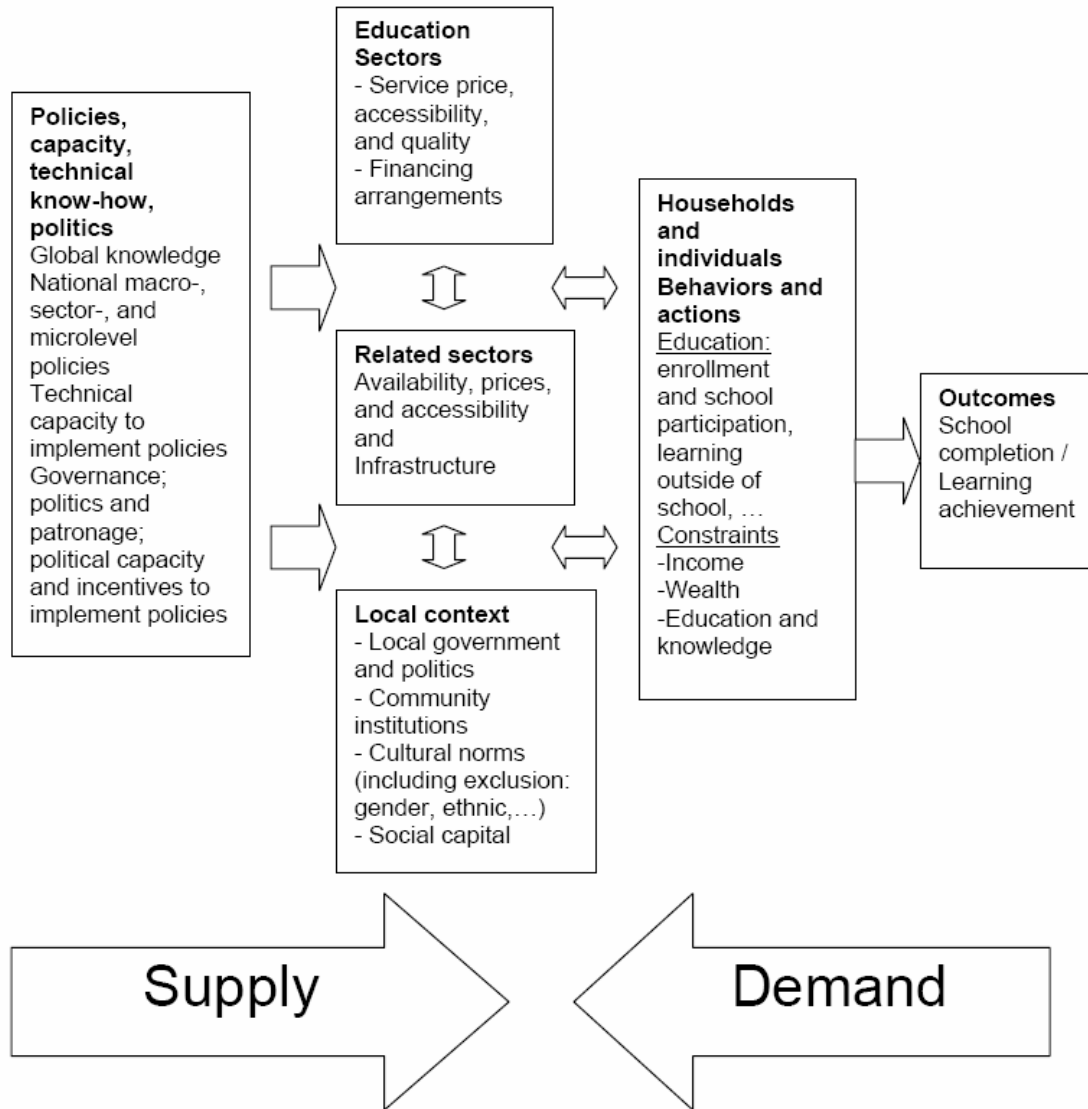 Policies,
capacity,
technical
know-how,
politics
Global knowledge
National macro-,
sector-, and
microlevel
policies
Technical
capacity to
implement policies
Governance;
politics and
patronage;
political capacity
and incentives to
implement policies
Education
Sectors
- Service price,
accessibility,
and quality
- Financing
arrangements
Related sectors
Availability, prices,
and accessibility
and
Infrastructure
Local context
- Local government
and politics
- Community
institutions
- Cultural norms
(including exclusion:
gender, ethnic,…)
- Social capital
Households
and
individuals
Behaviors and
actions
Education:
enrollment
and school
participation,
learning
outside of
school, …
Constraints
-Income
-Wealth
-Education and
knowledge
Outcomes
School
completion /
Learning
achievement
Supply
Demand